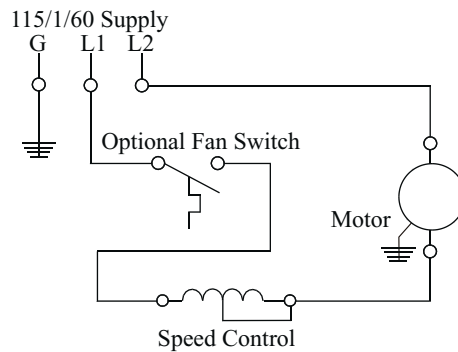 115/1/60 Supply
G L1 L2
Optional Fan Switch
Motor
Speed Control